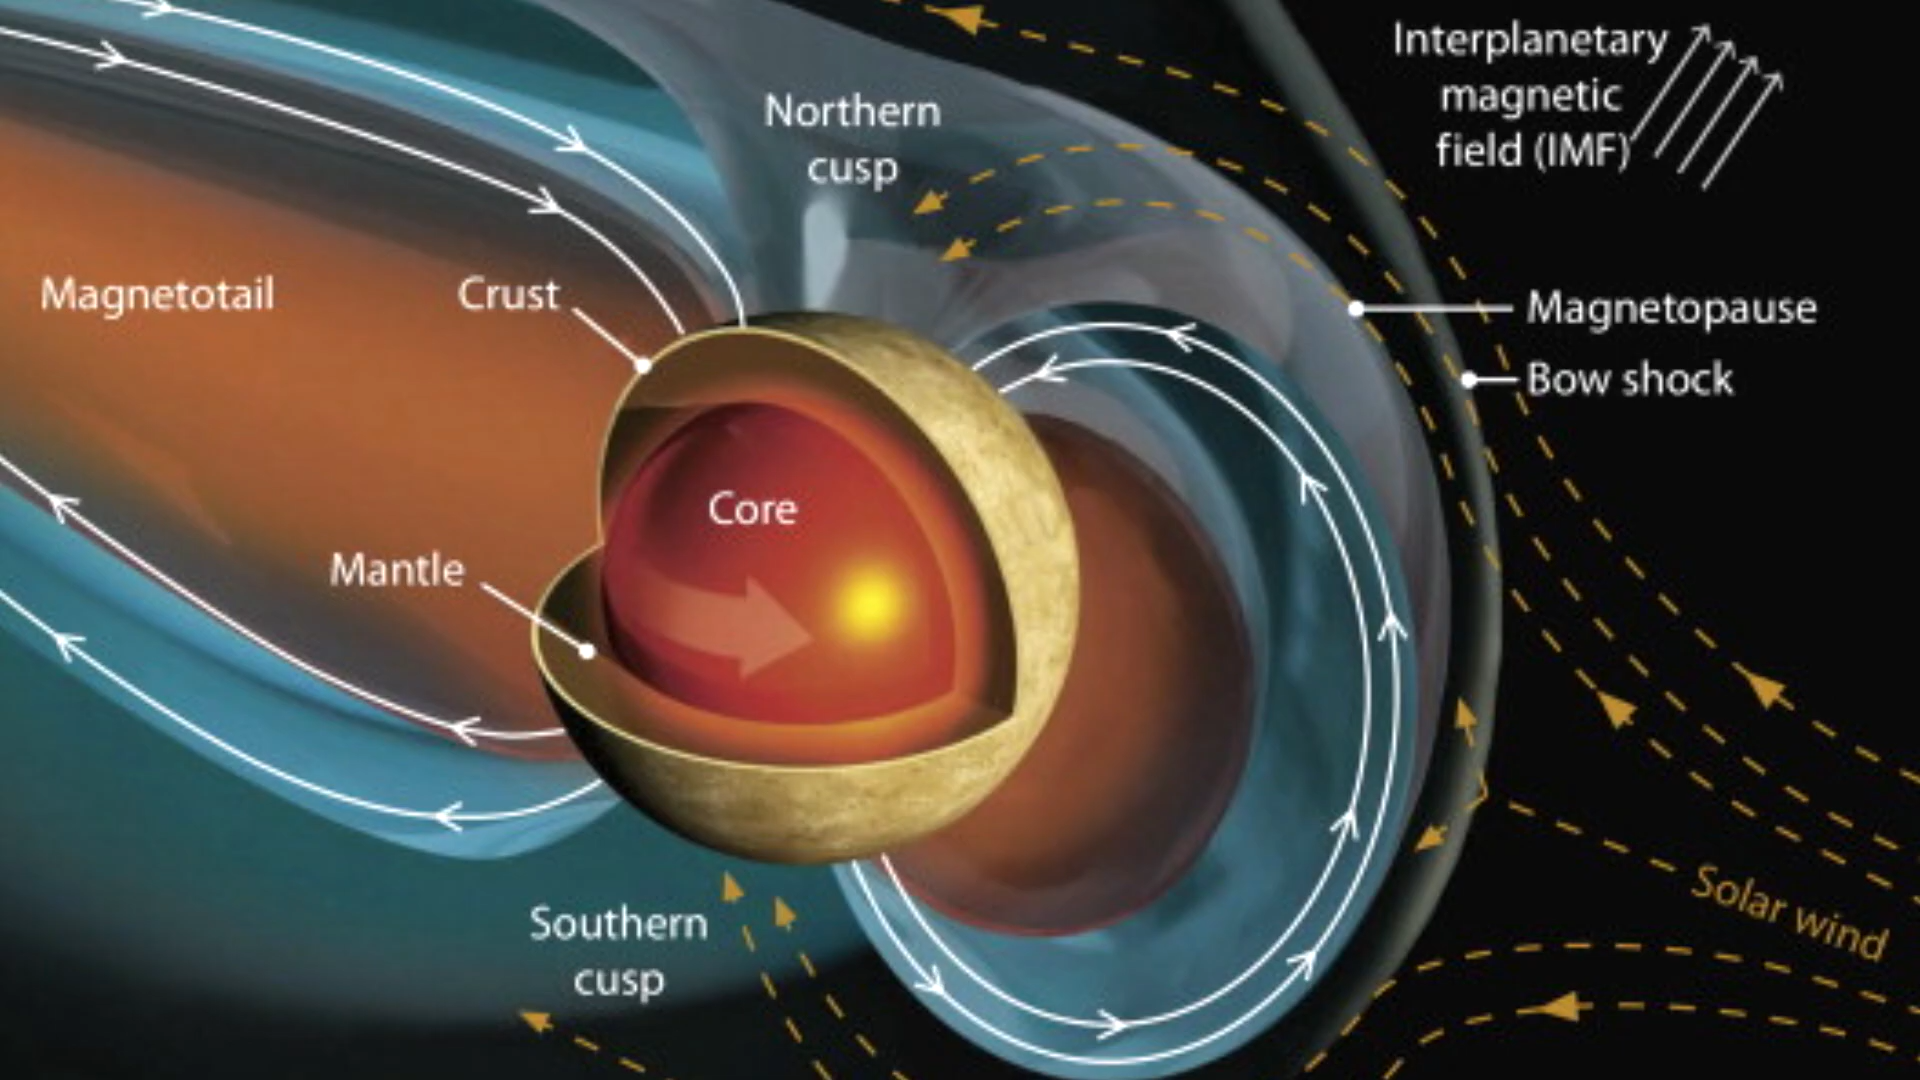 Interplanetary
magnetic
field (IMF)
Northern
cusp
Magnetotail
Crust
Magnetopause
Bow shock
Core
Mantle
Solar wind
Southern
cusp